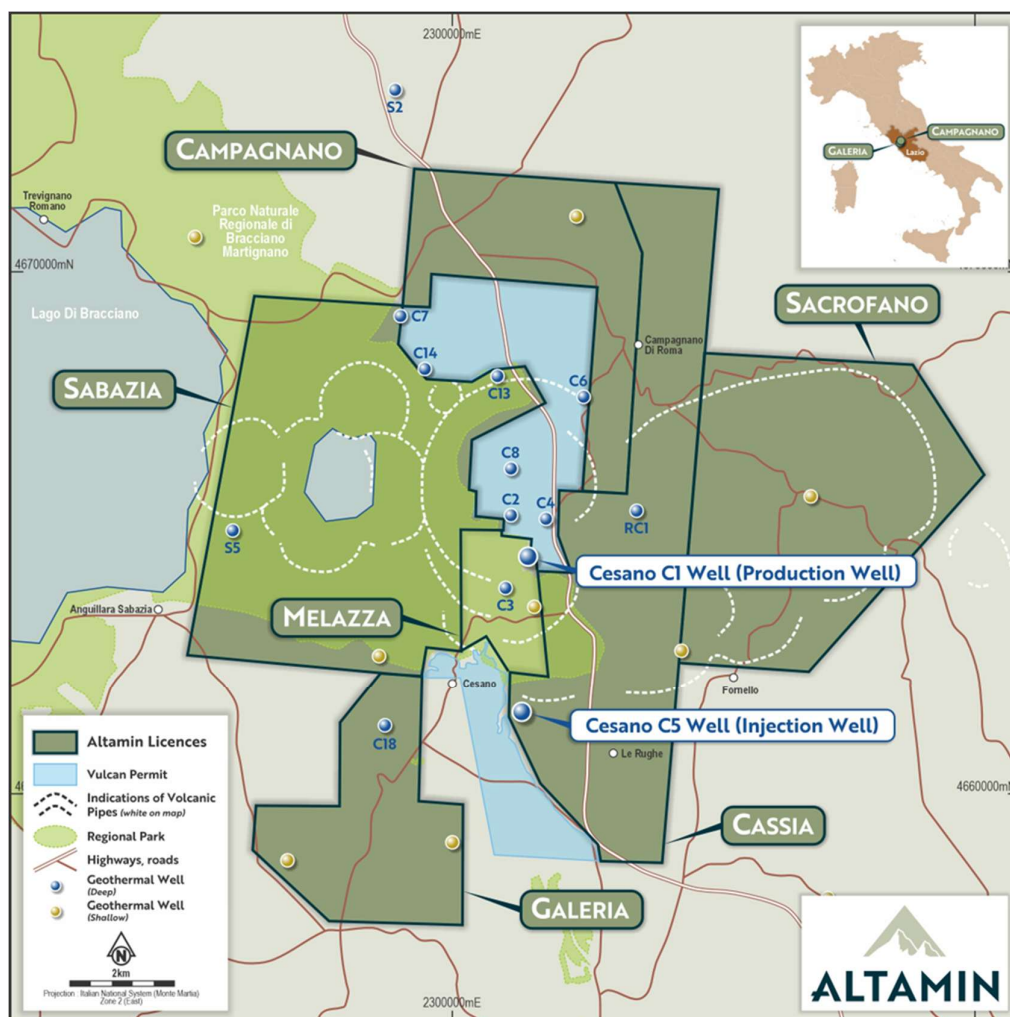 2300000mE
S2
CAMPAGNANO
CAMPAGNANO
GALERIA
Lazio
Trevignano
Romano
Parco Naturale
Regionale di
Bracciano
Martignano
4670000mN
Lago Di Bracciano
SACROFANO
C7
Campagnano
Di Roma
C14
SABAZIA
C13
C6
C8
C2
C4
RC1
S5
Cesano C1 Well (Production Well)
C3
Anguillara Sabazia
MELAZZA
Cesano
Fornello
Cesano C5 Well (Injection Well)
C18
Le Rughe
Altamin Licences
Vulcan Permit
4660000mN
Indications of Volcanic
Pipes (white on map)
CASSIA
Regional Park
Highways, roads
Geothermal Well
(Deep)
Geothermal Well
(Shallow)
GALERIA
N
2km
Projection : Italian National System (Monte Martia)
Zone 2 (East)
2300000mE
ALTAMIN